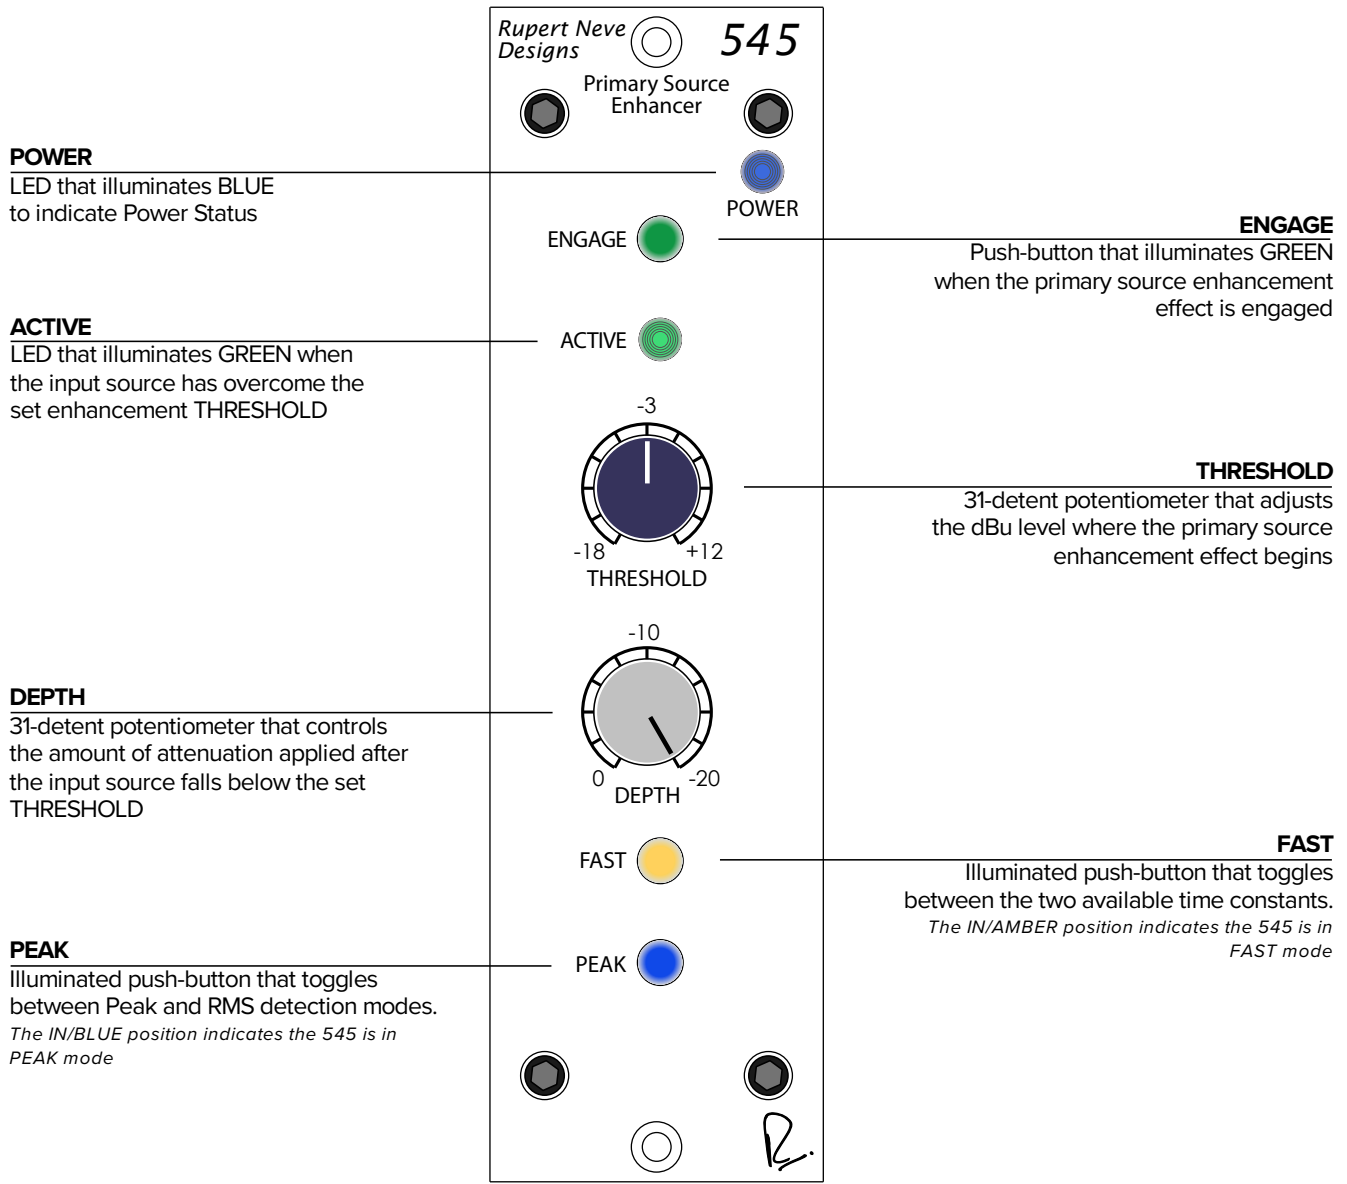 Rupert Neve
Designs
545
Primary Source
Enhancer
POWER
LED that illuminates BLUE
to indicate Power Status
POWER
ENGAGE
ENGAGE
Push-button that illuminates GREEN
when the primary source enhancement
effect is engaged
ACTIVE
LED that illuminates GREEN when
the input source has overcome the
set enhancement THRESHOLD
ACTIVE
-3
-18
+12
THRESHOLD
THRESHOLD
31-detent potentiometer that adjusts
the dBu level where the primary source
enhancement effect begins
-10
0
-20
DEPTH
DEPTH
31-detent potentiometer that controls
the amount of attenuation applied after
the input source falls below the set
THRESHOLD
FAST
FAST
Illuminated push-button that toggles
between the two available time constants.
The IN/AMBER position indicates the 545 is in
FAST mode
PEAK
Illuminated push-button that toggles
between Peak and RMS detection modes.
The IN/BLUE position indicates the 545 is in
PEAK mode
PEAK